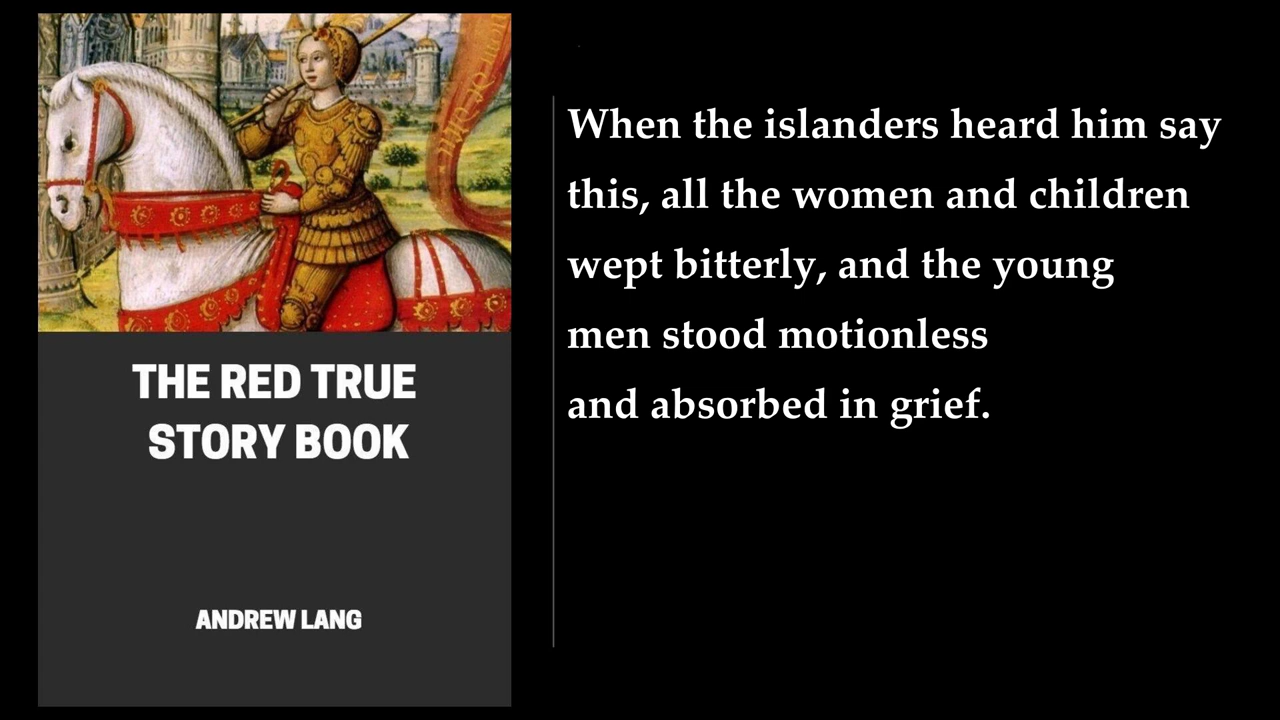 THE RED TRUE
STORY BOOK
ANDREW LANG
When the islanders heard him say
this, all the women and children
wept bitterly, and the young
men stood motionless
and absorbed in grief.